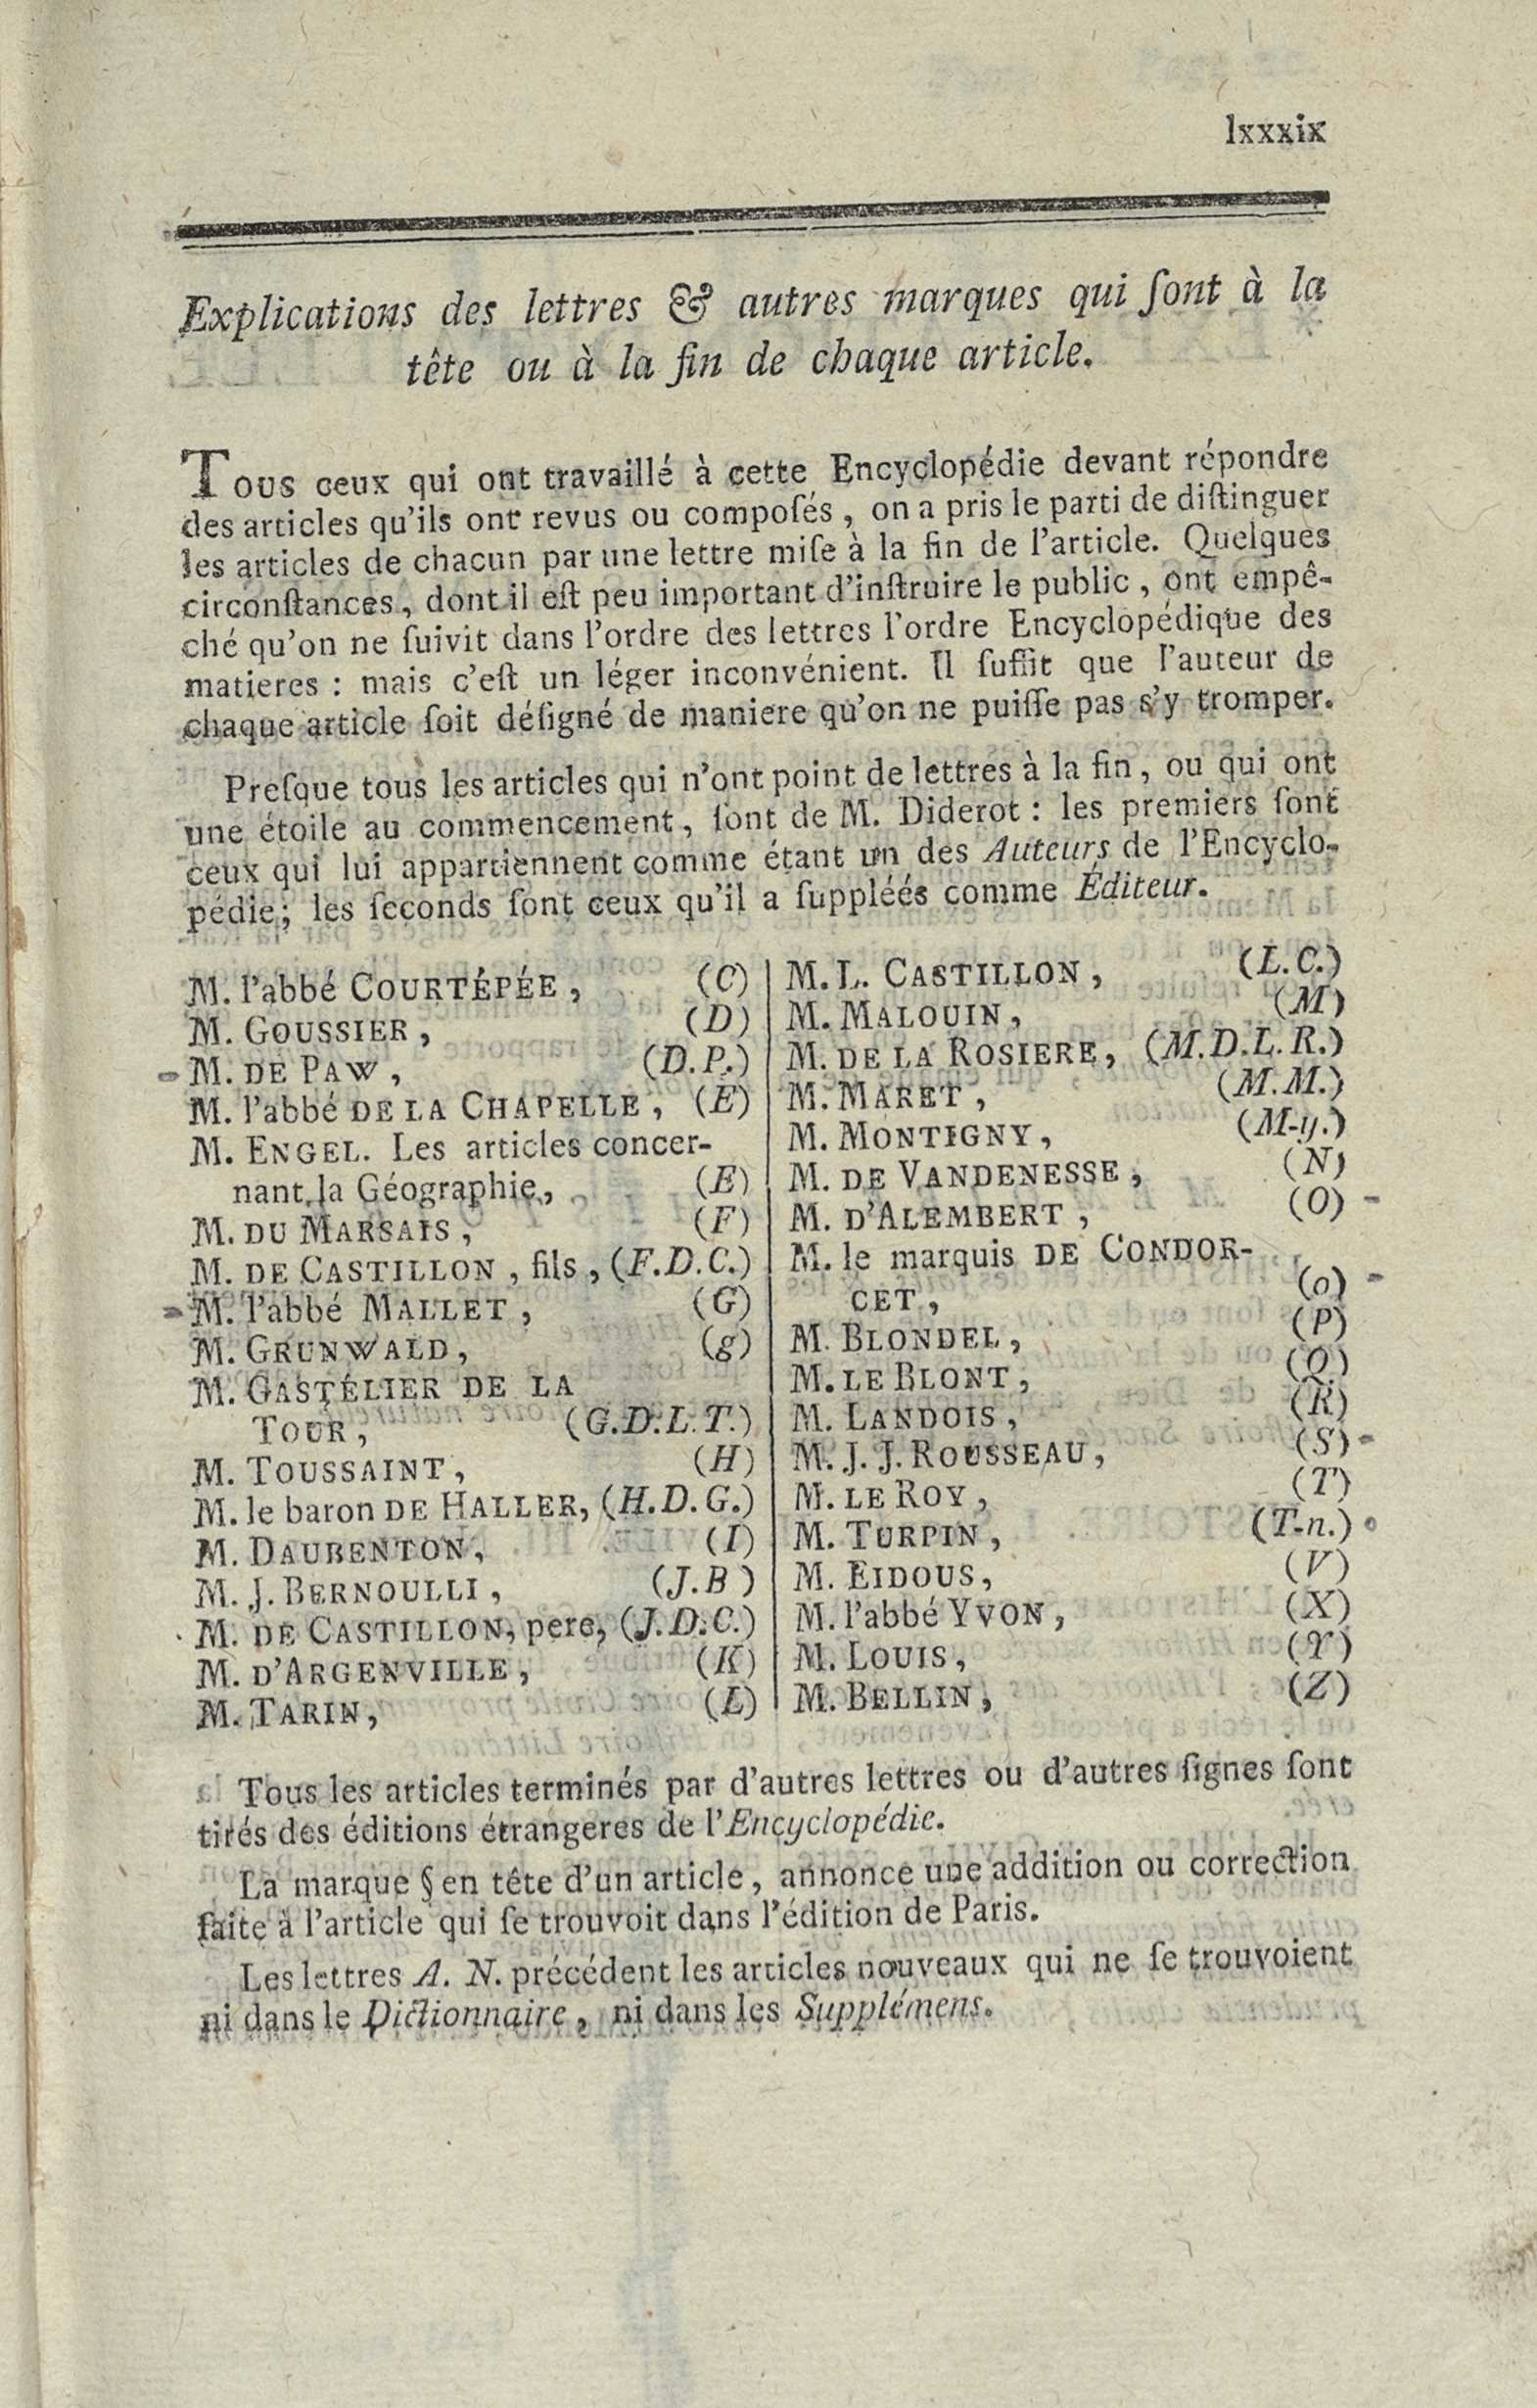 lxxxix
Explications des lettres & autres marques qui ſont à la
tête ou à la fin de chaque article.
Tous ceux qui ont travaillé à cette Encyclopédie devant répondre
des articles qu'ils ont revus ou compoſés, on a pris le parti de diſtinguer
les articles de chacun par une lettre miſe à la fin de l'article. Quelques
circonſtances, dont il eſt peu important d'inſtruire le public, ont empê-
ché qu'on ne ſuivit dans l'ordre des lettres l'ordre Encyclopédique des
matieres : mais c'eſt un léger inconvénient. Il ſuffit que l'auteur de
chaque article ſoit déſigné de maniere qu'on ne puiſſe pas s'y tromper.
Preſque tous les articles qui n'ont point de lettres à la fin, ou qui ont
une étoile au commencement, ſont de M. Diderot : les premiers ſont
ceux qui lui appartiennent comme étant un des Auteurs de l'Encyclo-
pédie; les ſeconds ſont ceux qu'il a ſuppléés comme Éditeur.
M. l'abbé COURTÉPÉE, (C)
M. GOUSSIER, (D)
M. DE PAW, (D.P.)
M. l'abbé DE LA CHAPELLE, (E)
M. ENGEL. Les articles concer-
nant la Géographie, (E)
M. DU MARSAIS, (F)
M. DE CASTILLON, fils, (F.D.C.)
M. l'abbé MALLET, (G)
M. GRUNWALD, (g)
M. GASTÉLIER DE LA
TOUR, (G.D.L.T.)
M. TOUSSAINT, (H)
M. le baron DE HALLER, (H.D.G.)
M. DAUBENTON, (I)
M. J. BERNOULLI, (J.B)
M. DE CASTILLON, pere, (J.D.C.)
M. D'ARGENVILLE, (K)
M. TARIN, (L)
M. L. CASTILLON, (L.C.)
M. MALOUIN, (M)
M. DE LA ROSIERE, (M.D.L.R.)
M. MARET, (M.M.)
M. MONTIGNY, (M-y.)
M. DE VANDENESSE, (N)
M. D'ALEMBERT, (O)
M. le marquis DE CONDOR-
CET, (o)
M. BLONDEL, (P)
M. LE BLONT, (Q)
M. LANDOIS, (R)
M. J. J. ROUSSEAU, (S)
M. LE ROY, (T)
M. TURPIN, (T-n.)
M. EIDOUS, (V)
M. l'abbé YVON, (X)
M. LOUIS, (Y)
M. BELLIN, (Z)
Tous les articles terminés par d'autres lettres ou d'autres ſignes ſont
tirés des éditions étrangeres de l'Encyclopédie.
La marque § en tête d'un article, annonce une addition ou correction
faite à l'article qui ſe trouvoit dans l'édition de Paris.
Les lettres A. N. précédent les articles nouveaux qui ne ſe trouvoient
ni dans le Dictionnaire, ni dans les Supplémens.